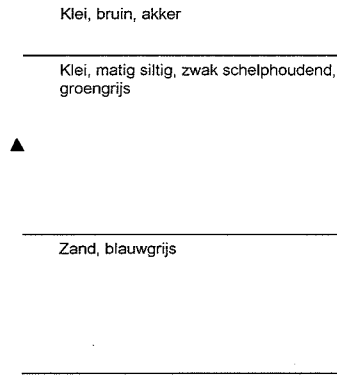 Klei, bruin, akker
Klei, matig siltig, zwak schelphoudend,
groengrijs
Zand, blauwgrijs